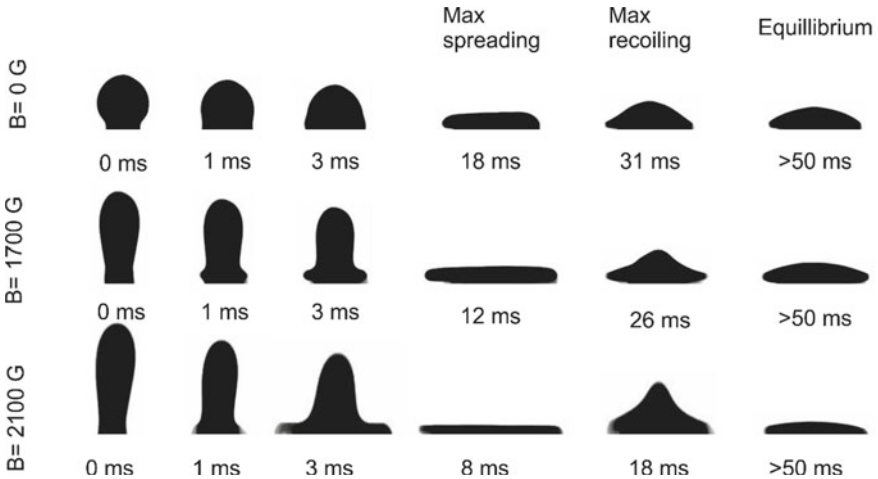 Max
spreading
Max
recoiling
Equillibrium
B= 0 G
0 ms
1 ms
3 ms
18 ms
31 ms
>50 ms
B= 1700 G
0 ms
1 ms
3 ms
12 ms
26 ms
>50 ms
B= 2100 G
0 ms
1 ms
3 ms
8 ms
18 ms
>50 ms